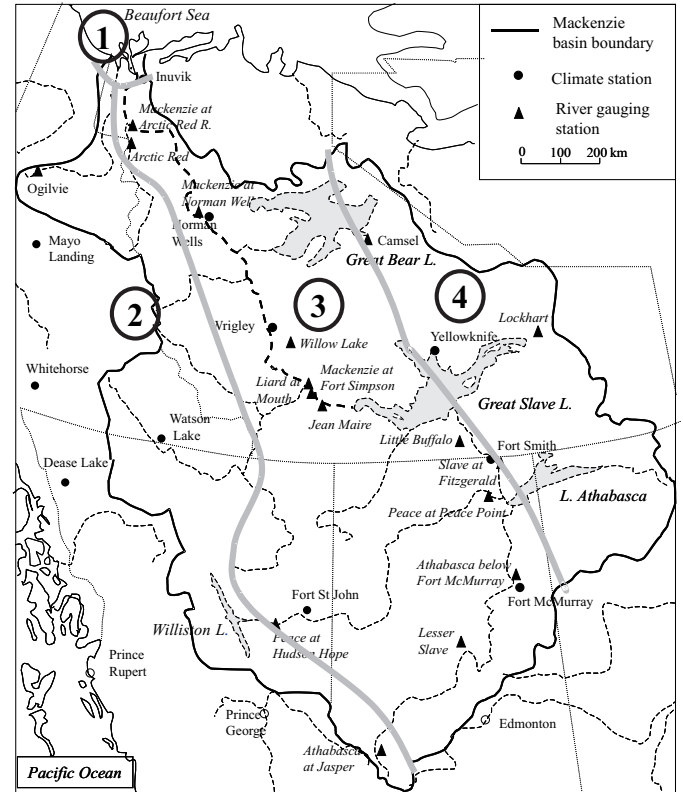 Beaufort Sea
1
Inuvik
Mackenzie at
Arctic Red R.
Arctic Red
Ogilvie
Mackenzie at
Norman Wells
Norman
Wells
Mayo
Landing
Camsel
Great Bear L.
2
3
4
Wrigley
Willow Lake
Lockhart
Yellowknife
Whitehorse
Liard at
Mouth
Mackenzie at
Fort Simpson
Jean Maire
Great Slave L.
Watson
Lake
Little Buffalo
Fort Smith
Dease Lake
Slave at
Fitzgerald
L. Athabasca
Peace at Peace Point
Athabasca below
Fort McMurray
Fort McMurray
Fort St John
Williston L.
Peace at
Hudson Hope
Lesser
Slave
Prince
Rupert
Prince
George
Edmonton
Athabasca
at Jasper
Pacific Ocean
Mackenzie
basin boundary
Climate station
River gauging
station
0 100 200 km